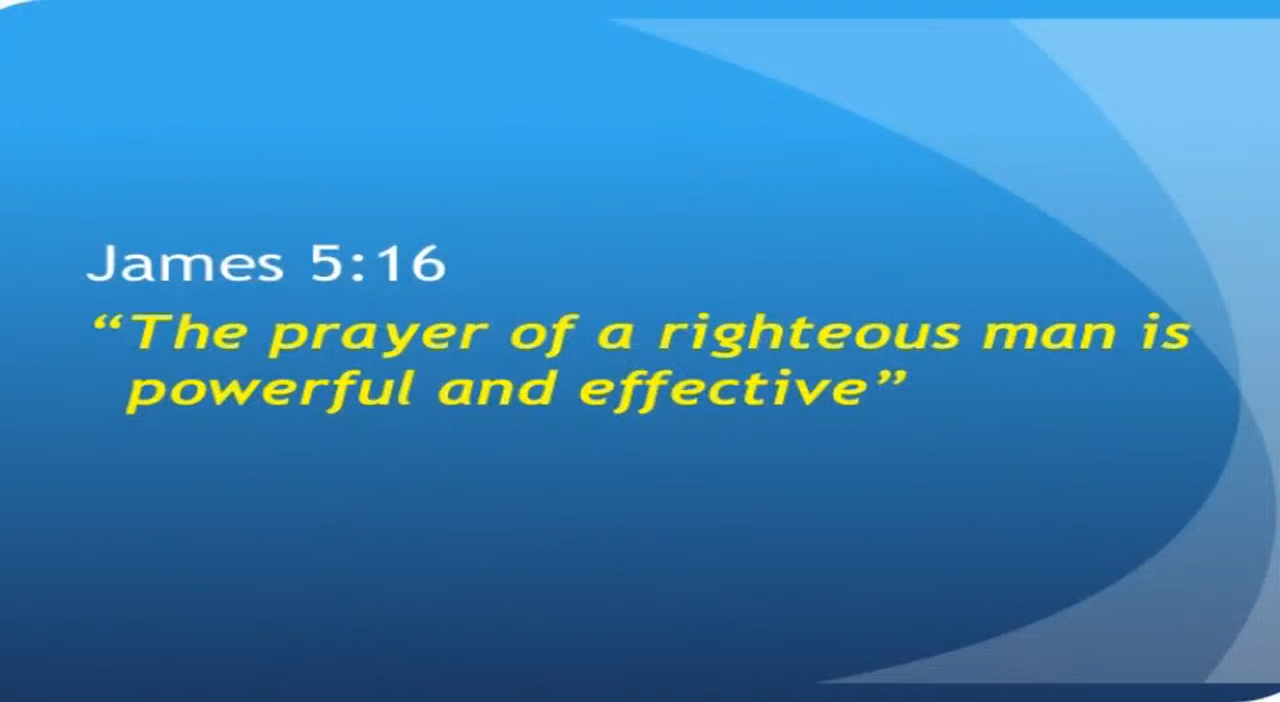 James 5:16
“The prayer of a righteous man is
powerful and effective”